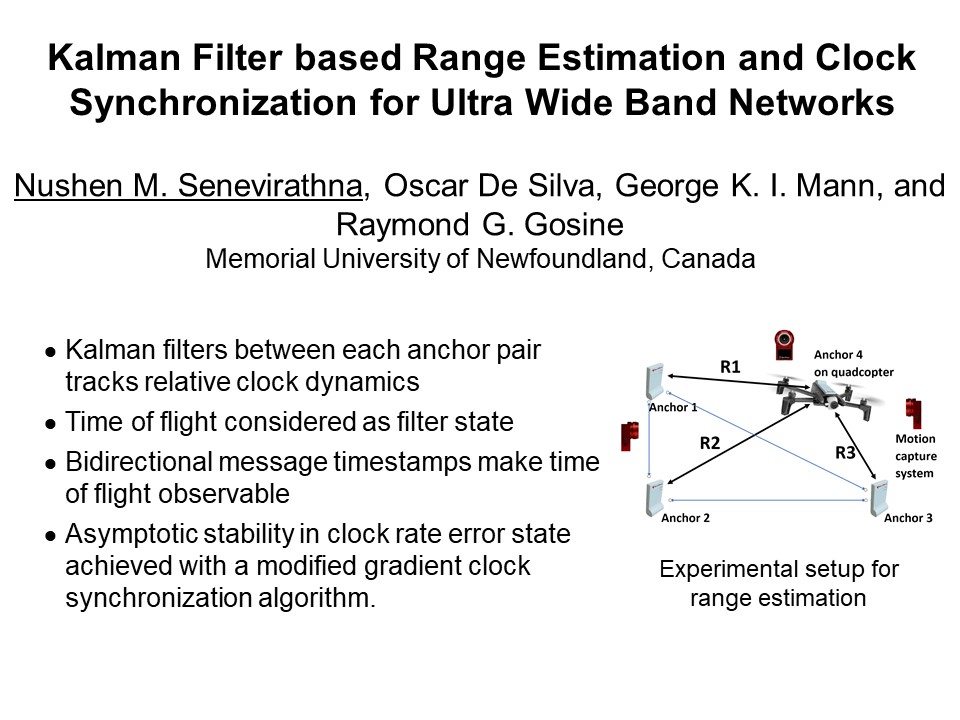 Kalman Filter based Range Estimation and Clock
Synchronization for Ultra Wide Band Networks
Nushen M. Senevirathna, Oscar De Silva, George K. I. Mann, and
Raymond G. Gosine
Memorial University of Newfoundland, Canada
● Kalman filters between each anchor pair
tracks relative clock dynamics
● Time of flight considered as filter state
● Bidirectional message timestamps make time
of flight observable
● Asymptotic stability in clock rate error state
achieved with a modified gradient clock
synchronization algorithm.
R1
Anchor 4
on quadcopter
Anchor 1
R2
R3
Motion
capture
system
Anchor 2
Anchor 3
Experimental setup for
range estimation